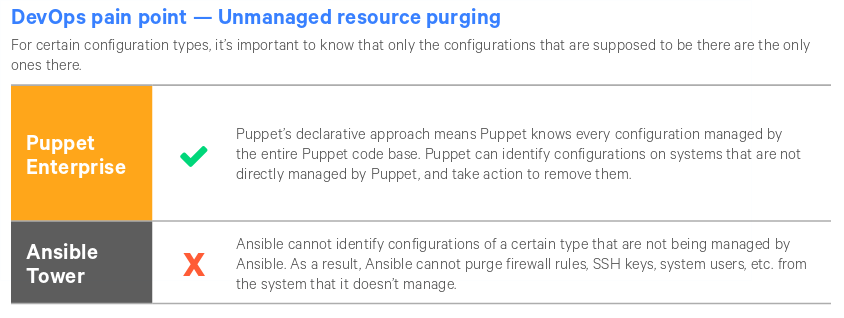 DevOps pain point — Unmanaged resource purging
For certain configuration types, it's important to know that only the configurations that are supposed to be there are the only
ones there.
Puppet
Enterprise
Puppet's declarative approach means Puppet knows every configuration managed by
the entire Puppet code base. Puppet can identify configurations on systems that are not
directly managed by Puppet, and take action to remove them.
Ansible
Tower
X
Ansible cannot identify configurations of a certain type that are not being managed by
Ansible. As a result, Ansible cannot purge firewall rules, SSH keys, system users, etc. from
the system that it doesn't manage.